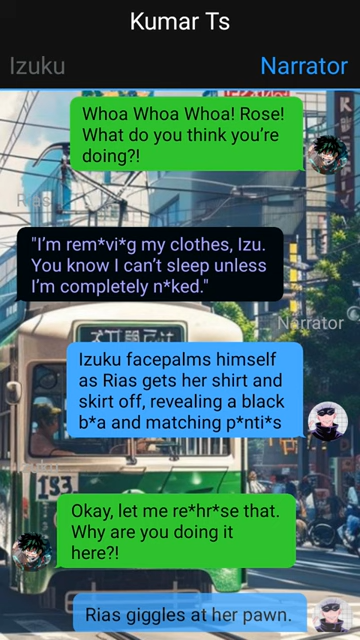 Kumar Ts
Izuku
Narrator
Whoa Whoa Whoa! Rose!
What do you think you're
doing?!
Rias
"I'm rem*vi*g my clothes, Izu.
You know I can't sleep unless
I'm completely n*ked."
Narrator
Izuku facepalms himself
as Rias gets her shirt and
skirt off, revealing a black
b*a and matching p*nti*s
193
Okay, let me re*hr*se that.
Why are you doing it
here?!
Rias giggles at her pawn.